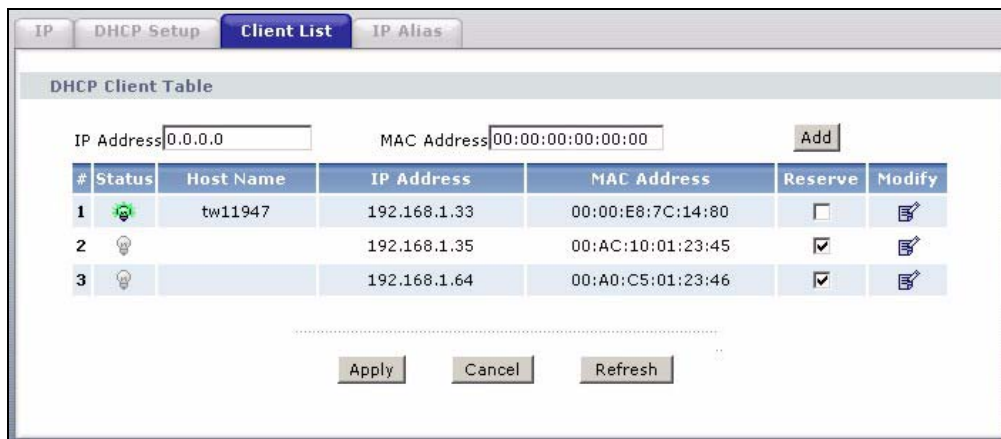 IP DHCP Setup Client List IP Alias
DHCP Client Table
IP Address 0.0.0.0 MAC Address 00:00:00:00:00:00 Add
# Status Host Name IP Address MAC Address Reserve Modify
1 tw11947 192.168.1.33 00:00:E8:7C:14:80
2 192.168.1.35 00:AC:10:01:23:45
3 192.168.1.64 00:A0:C5:01:23:46
Apply Cancel Refresh